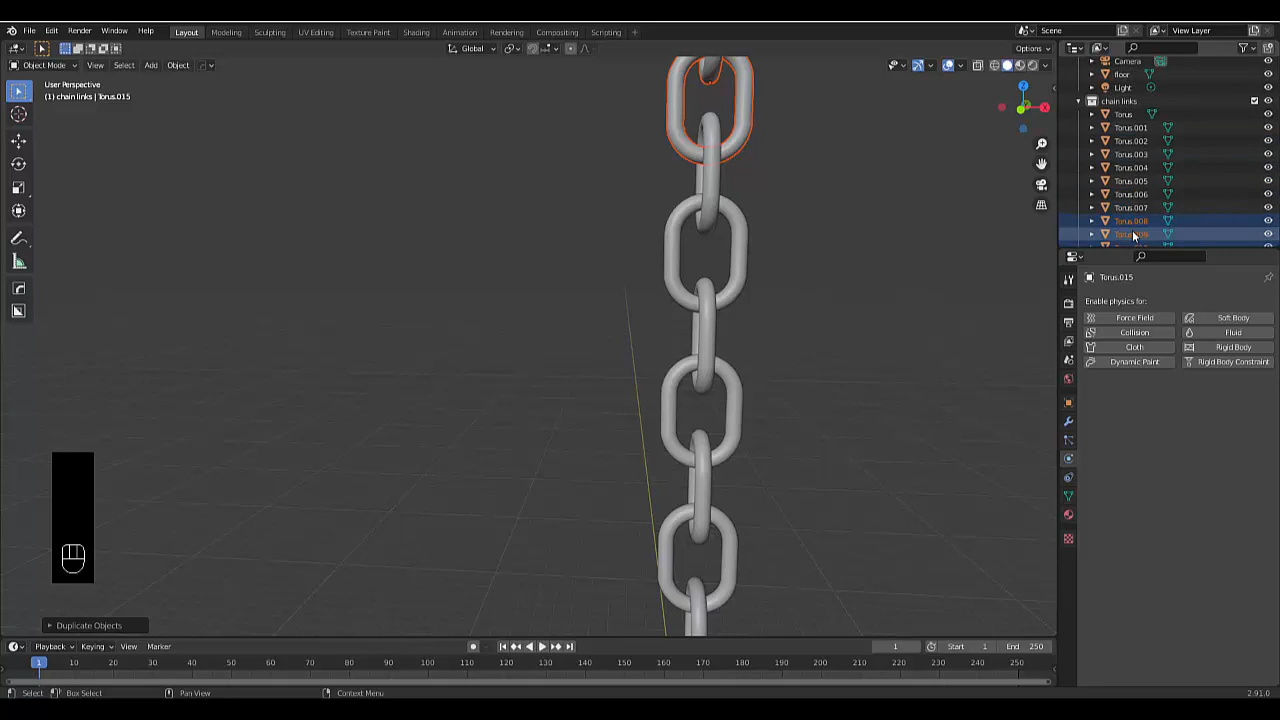 File Edit Render Window Help Layout Modeling Sculpting UV Editing Texture Paint Shading Animation Rendering Compositing Scripting + Scene View Layer
Global Options
Object Mode View Select Add Object
User Perspective
(1) chain links | Torus.015
Z
X
Camera
floor
Light
chain links
Torus
Torus.001
Torus.002
Torus.003
Torus.004
Torus.005
Torus.006
Torus.007
Torus.008
Torus.015
Enable physics for:
Force Field Soft Body
Collision Fluid
Cloth Rigid Body
Dynamic Paint Rigid Body Constraint
Duplicate Objects
Playback Keying View Marker 1 Start 1 End 250
1 10 20 30 40 50 60 70 80 90 100 110 120 130 140 150 160 170 180 190 200 210 220 230 240 250
Select Box Select Pan View Context Menu 2.91.0